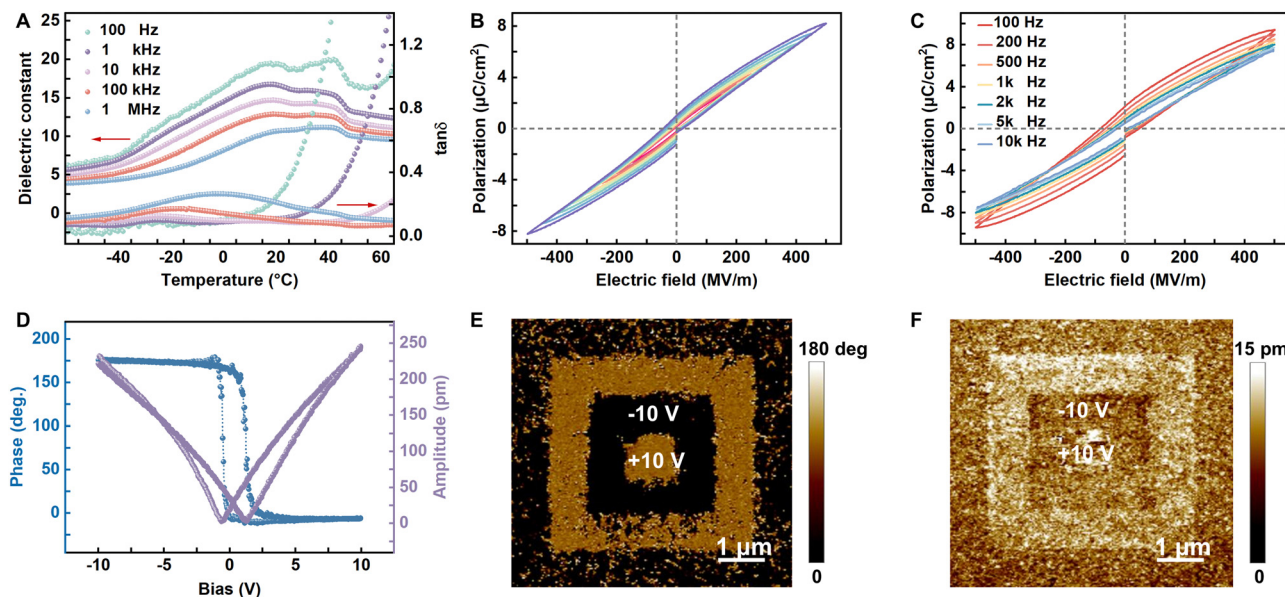 A
25
20
15
10
5
0
Dielectric constant
100 Hz
1 kHz
10 kHz
100 kHz
1 MHz
1.2
0.8
0.4
0.0
tanδ
-40 -20 0 20 40 60
Temperature (°C)
B
8
4
0
-4
-8
Polarization (µC/cm²)
-400 -200 0 200 400
Electric field (MV/m)
C
8
4
0
-4
-8
Polarization (µC/cm²)
100 Hz
200 Hz
500 Hz
1k Hz
2k Hz
5k Hz
10k Hz
-400 -200 0 200 400
Electric field (MV/m)
D
200
150
100
50
0
Phase (deg.)
250
200
150
100
50
0
Amplitude (pm)
-10 -5 0 5 10
Bias (V)
E
-10 V
+10 V
1 µm
180 deg
0
F
-10 V
+10 V
1 µm
15 pm
0